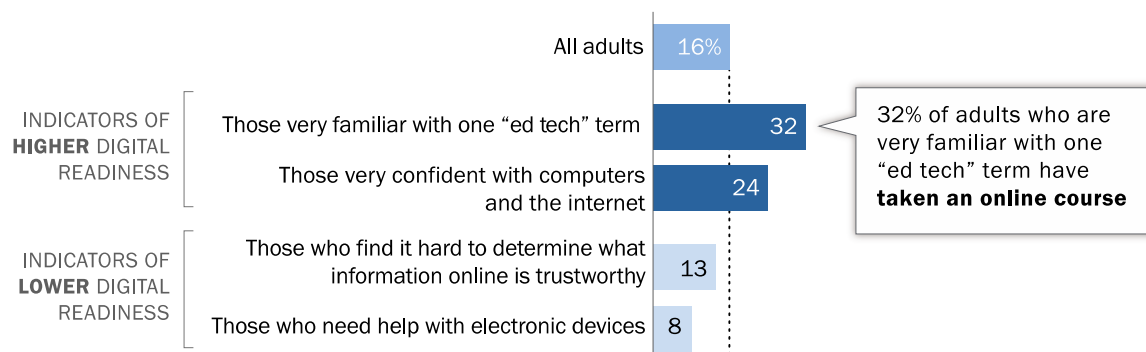 All adults 16%
INDICATORS OF
HIGHER DIGITAL
READINESS
Those very familiar with one “ed tech” term 32
Those very confident with computers
and the internet 24
32% of adults who are
very familiar with one
“ed tech” term have
taken an online course
INDICATORS OF
LOWER DIGITAL
READINESS
Those who find it hard to determine what
information online is trustworthy 13
Those who need help with electronic devices 8